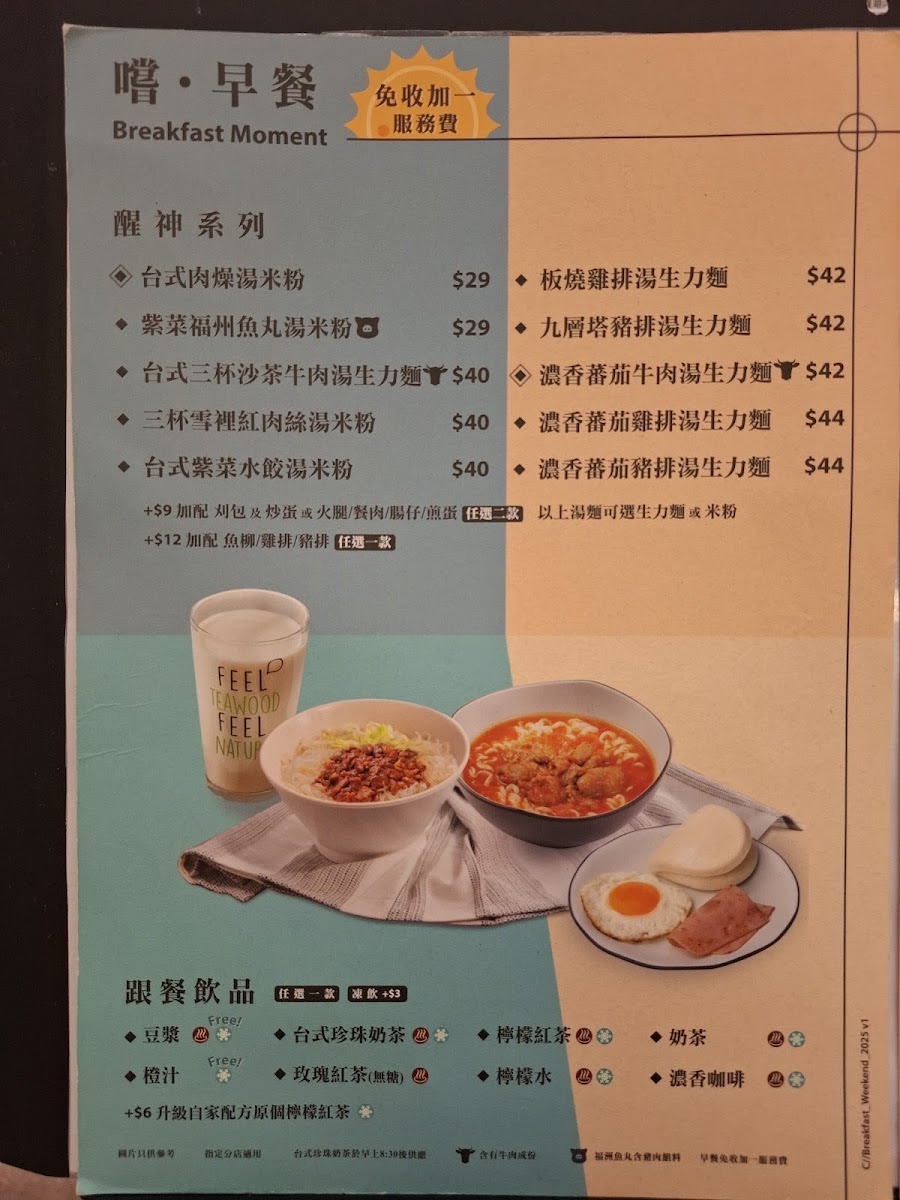 嚐・早餐
Breakfast Moment
免收加一
服務費
醒神系列
台式肉燥湯米粉 $29
紫菜福州魚丸湯米粉 $29
台式三杯沙茶牛肉湯生力麵 $40
三杯雪裡紅肉絲湯米粉 $40
台式紫菜水餃湯米粉 $40
+$9 加配 刈包 及 炒蛋 或 火腿/餐肉/腸仔/煎蛋 任選二款
+$12 加配 魚柳/雞排/豬排 任選一款
板燒雞排湯生力麵 $42
九層塔豬排湯生力麵 $42
濃香蕃茄牛肉湯生力麵 $42
濃香蕃茄雞排湯生力麵 $44
濃香蕃茄豬排湯生力麵 $44
以上湯麵可選生力麵 或 米粉
FEEL
TEAWOOD
FEEL
NATUR
跟餐飲品 任選一款 凍飲 +$3
豆漿 Free! 台式珍珠奶茶 檸檬紅茶 奶茶
橙汁 Free! 玫瑰紅茶(無糖) 檸檬水 濃香咖啡
+$6 升級自家配方原個檸檬紅茶
圖片只供參考 指定分店適用 台式珍珠奶茶於早上8:30後供應 含有牛肉成份 福洲魚丸含豬肉餡料 早餐免收加一服務費
C//Breakfast_Weekend_2025 v1